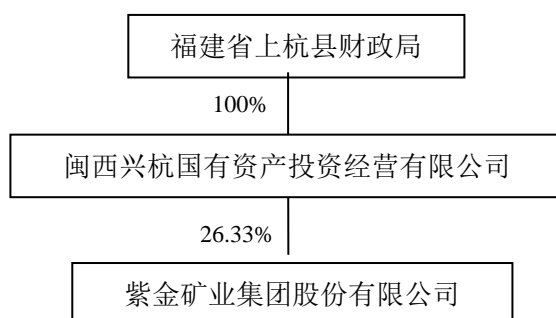 福建省上杭县财政局
100%
闽西兴杭国有资产投资经营有限公司
26.33%
紫金矿业集团股份有限公司